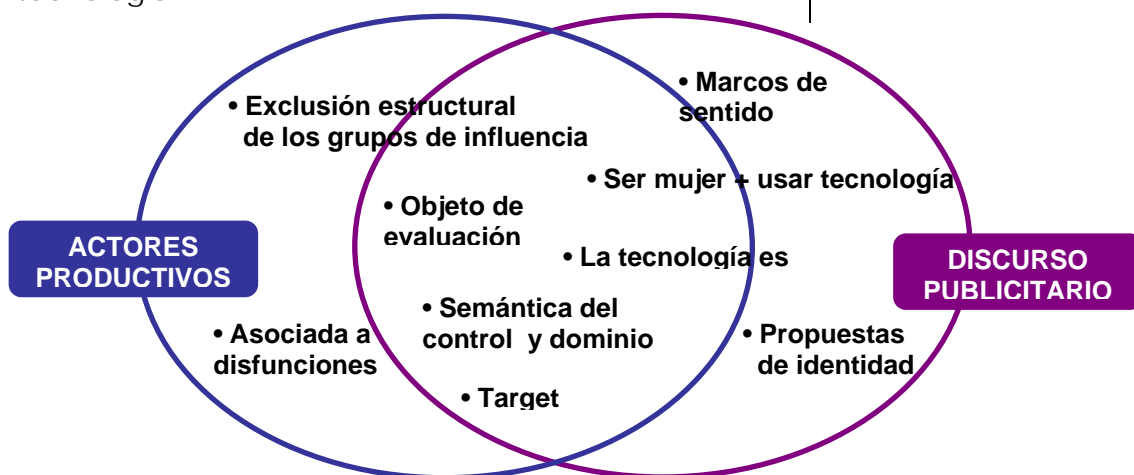 • Marcos de
sentido
• Exclusión estructural
de los grupos de influencia
• Ser mujer + usar tecnología
• Objeto de
evaluación
ACTORES
PRODUCTIVOS
• La tecnología es
DISCURSO
PUBLICITARIO
• Semántica del
control y dominio
• Asociada a
disfunciones
• Propuestas
de identidad
• Target